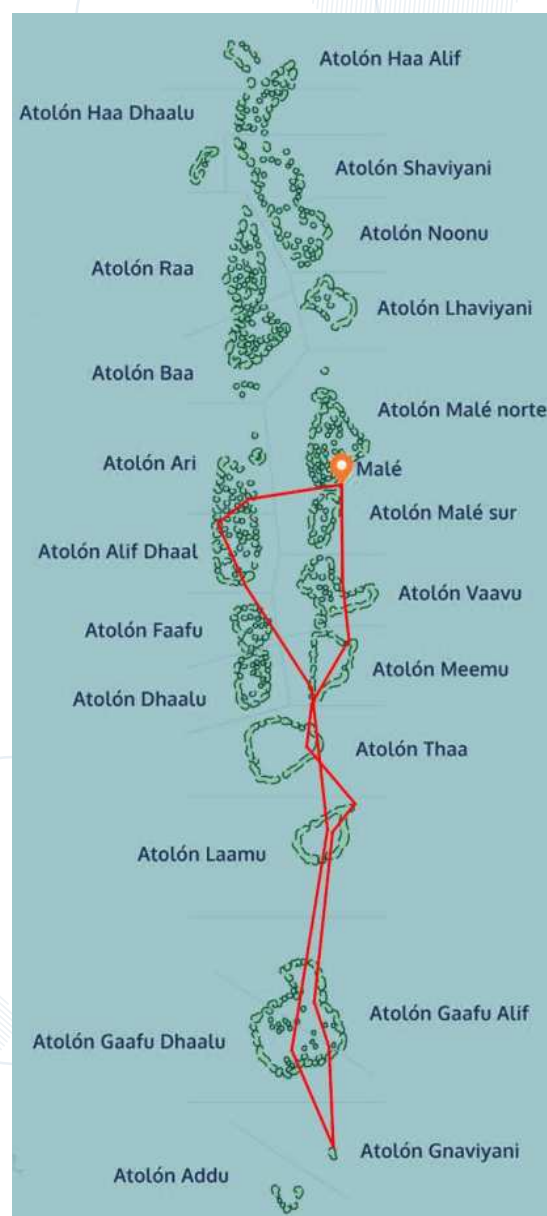 Atolón Haa Alif
Atolón Haa Dhaalu
Atolón Shaviyani
Atolón Noonu
Atolón Raa
Atolón Lhaviyani
Atolón Baa
Atolón Malé norte
Atolón Ari
Malé
Atolón Malé sur
Atolón Alif Dhaal
Atolón Vaavu
Atolón Faafu
Atolón Meemu
Atolón Dhaalu
Atolón Thaa
Atolón Laamu
Atolón Gaafu Alif
Atolón Gaafu Dhaalu
Atolón Gnaviyani
Atolón Addu